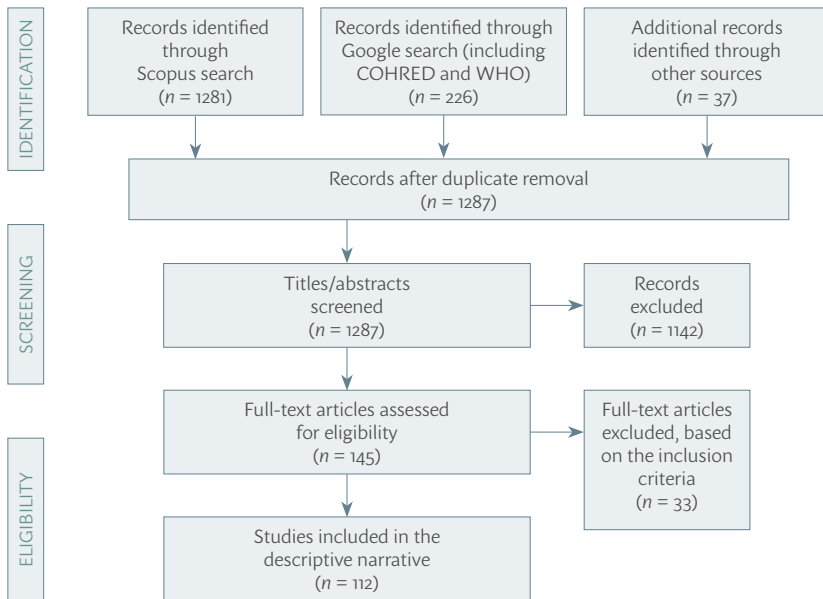 IDENTIFICATION
Records identified
through
Scopus search
(n = 1281)
Records identified through
Google search (including
COHRED and WHO)
(n = 226)
Additional records
identified through
other sources
(n = 37)
Records after duplicate removal
(n = 1287)
SCREENING
Titles/abstracts
screened
(n = 1287)
Records
excluded
(n = 1142)
ELIGIBILITY
Full-text articles assessed
for eligibility
(n = 145)
Full-text articles
excluded, based
on the inclusion
criteria
(n = 33)
Studies included in the
descriptive narrative
(n = 112)